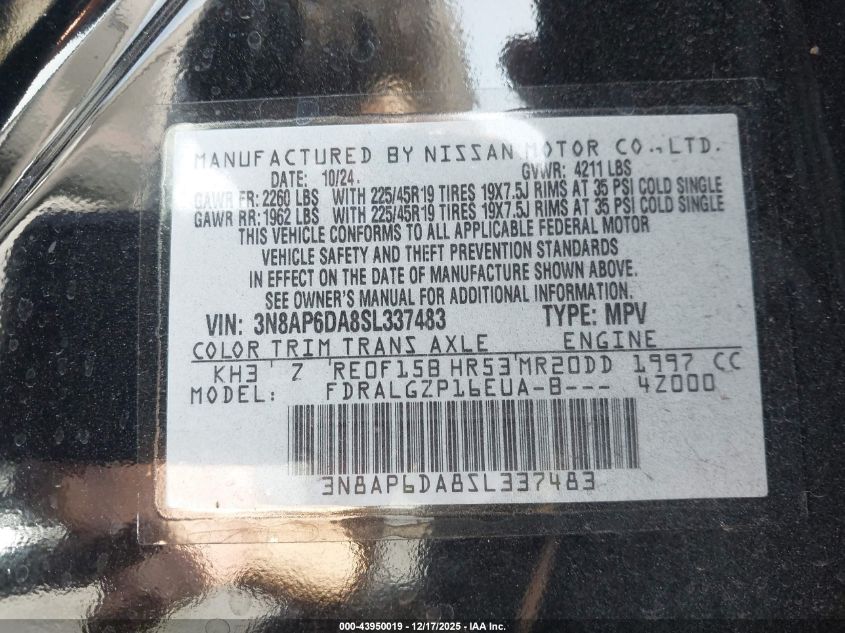 MANUFACTURED BY NISSAN MOTOR CO., LTD.
DATE: 10/24 GVWR: 4211 LBS
GAWR FR: 2260 LBS WITH 225/45R19 TIRES 19X7.5J RIMS AT 35 PSI COLD SINGLE
GAWR RR: 1962 LBS WITH 225/45R19 TIRES 19X7.5J RIMS AT 35 PSI COLD SINGLE
THIS VEHICLE CONFORMS TO ALL APPLICABLE FEDERAL MOTOR
VEHICLE SAFETY AND THEFT PREVENTION STANDARDS
IN EFFECT ON THE DATE OF MANUFACTURE SHOWN ABOVE.
SEE OWNER'S MANUAL FOR ADDITIONAL INFORMATION
VIN: 3N8AP6DA8SL337483 TYPE: MPV
COLOR TRIM TRANS AXLE ENGINE
KH3 Z RE0F15B HR53 MR20DD 1997 CC
MODEL: FDRALGZP16EUA-B--- 4Z000
3N8AP6DA8SL337483
000-43950019 - 12/17/2025 - IAA Inc.